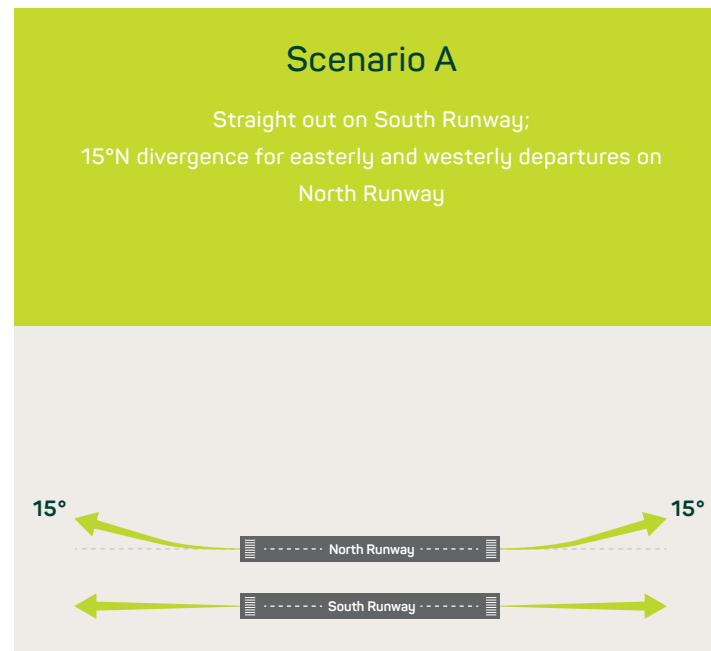 Scenario A
Straight out on South Runway;
15°N divergence for easterly and westerly departures on
North Runway
15°
15°
North Runway
South Runway